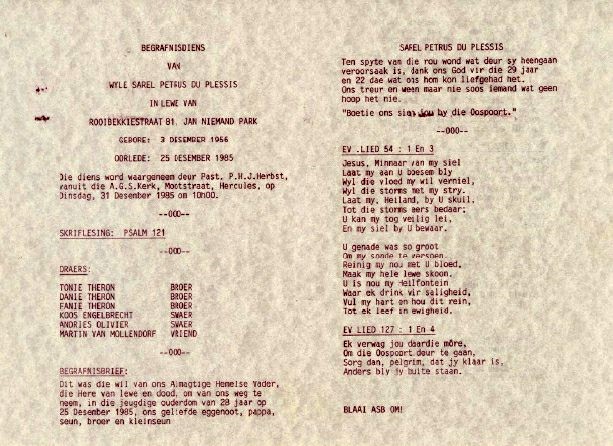 BEGRAFNISDIENS
VAN
WYLE SAREL PETRUS DU PLESSIS
IN LEWE VAN
ROOIBEKKIESTRAAT 81, JAN NIEMAND PARK
GEBORE: 3 DESEMBER 1956
OORLEDE: 25 DESEMBER 1985
Die diens word waargeneem deur Past. P.H.J.Herbst,
vanuit die A.G.S.Kerk, Mootstraat, Hercules, op
Dinsdag, 31 Desember 1985 om 10h00.
--oOo--
SKRIFLESING: PSALM 121
--oOo--
DRAERS:
TONIE THERON BROER
DANIE THERON BROER
FANIE THERON BROER
KOOS ENGELBRECHT SWAER
ANDRIES OLIVIER SWAER
MARTIN VAN MOLLENDORF VRIEND
--oOo--
BEGRAFNISBRIEF:
Dit was die wil van ons Almagtige Hemelse Vader,
die Here van lewe en dood, om van ons weg te
neem, in die jeugdige ouderdom van 28 jaar op
25 Desember 1985, ons geliefde eggenoot, pappa,
seun, broer en kleinseun
SAREL PETRUS DU PLESSIS
Ten spyte van die rou wond wat deur sy heengaan
veroorsaak is, dank ons God vir die 29 jaar
en 22 dae wat ons hom kon liefgehad het.
Ons treur en ween maar nie soos iemand wat geen
hoop het nie.
"Boetie ons sien jou by die Oospoort."
--oOo--
EV .LIED 54 : 1 En 3
Jesus, Minnaar van my siel
Laat my aan U boesem bly
Wyl die vloed my wil verniel,
Wyl die storms met my stry.
Laat my, Heiland, by U skuil,
Tot die storms eers bedaar;
U kan my tog veilig lei,
En my siel by U bewaar.
U genade was so groot
Om my sonde te versoen.
Reinig my nou met U bloed,
Maak my hele lewe skoon.
U is nou my Heilfontein
Waar ek drink vir saligheid,
Vul my hart en hou dit rein,
Tot ek leef in ewigheid.
EV LIED 127 : 1 En 4
Ek verwag jou daardie môre,
Om die Oospoort deur te gaan,
Sorg dan, pelgrim, dat jy klaar is,
Anders bly jy buite staan.
BLAAI ASB OM!